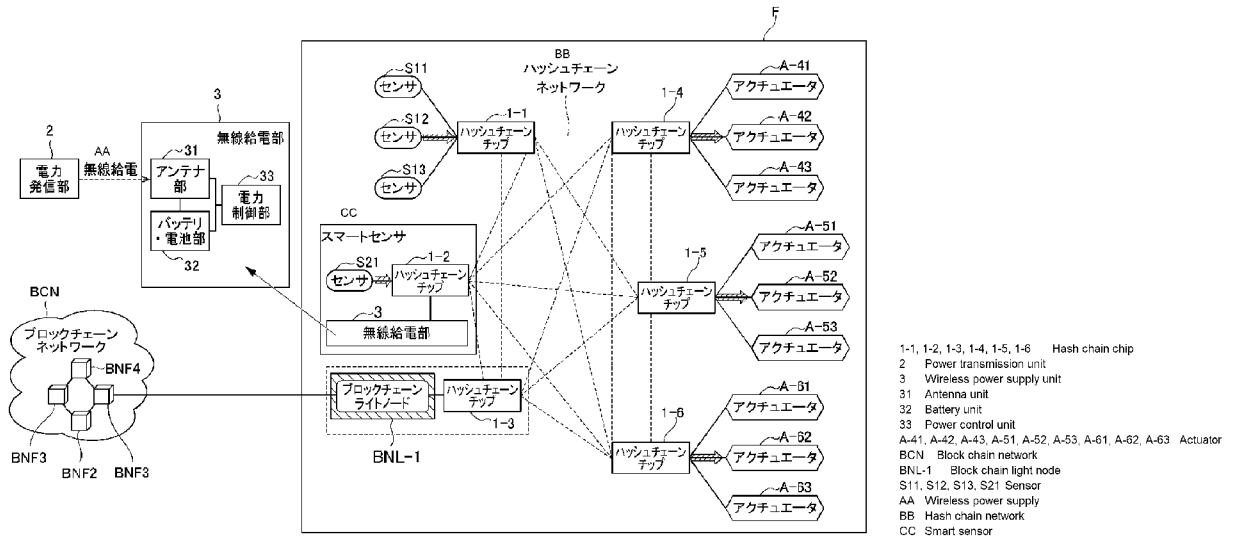 F
S11
センサ
S12
センサ
S13
センサ
1-1
ハッシュチェーン
チップ
BB
ハッシュチェーン
ネットワーク
1-4
ハッシュチェーン
チップ
A-41
アクチュエータ
A-42
アクチュエータ
A-43
アクチュエータ
2
電力
発信部
AA
無線給電
3
無線給電部
31
アンテナ
部
33
電力
制御部
バッテリ
・電池部
32
CC
スマートセンサ
S21
センサ
1-2
ハッシュチェーン
チップ
3
無線給電部
1-5
ハッシュチェーン
チップ
A-51
アクチュエータ
A-52
アクチュエータ
A-53
アクチュエータ
BCN
ブロックチェーン
ネットワーク
BNF4
BNF3
BNF2
BNF3
ブロックチェーン
ライトノード
BNL-1
ハッシュチェーン
チップ
1-3
1-6
ハッシュチェーン
チップ
A-61
アクチュエータ
A-62
アクチュエータ
A-63
アクチュエータ
1-1, 1-2, 1-3, 1-4, 1-5, 1-6 Hash chain chip
2 Power transmission unit
3 Wireless power supply unit
31 Antenna unit
32 Battery unit
33 Power control unit
A-41, A-42, A-43, A-51, A-52, A-53, A-61, A-62, A-63 Actuator
BCN Block chain network
BNL-1 Block chain light node
S11, S12, S13, S21 Sensor
AA Wireless power supply
BB Hash chain network
CC Smart sensor